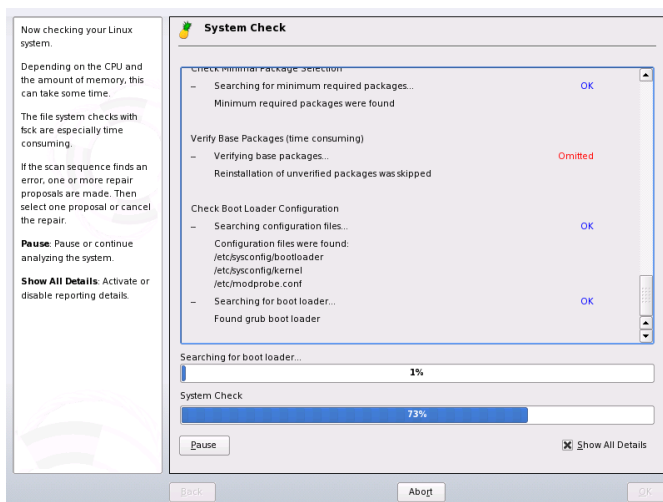 Now checking your Linux
system.
Depending on the CPU and
the amount of memory, this
can take some time.
The file system checks with
fsck are especially time
consuming.
If the scan sequence finds an
error, one or more repair
proposals are made. Then
select one proposal or cancel
the repair.
Pause: Pause or continue
analyzing the system.
Show All Details: Activate or
disable reporting details.
System Check
Check Minimal Package Selection
– Searching for minimum required packages... OK
Minimum required packages were found
Verify Base Packages (time consuming)
– Verifying base packages... Omitted
Reinstallation of unverified packages was skipped
Check Boot Loader Configuration
– Searching configuration files... OK
Configuration files were found:
/etc/sysconfig/bootloader
/etc/sysconfig/kernel
/etc/modprobe.conf
– Searching for boot loader... OK
Found grub boot loader
Searching for boot loader...
1%
System Check
73%
Pause Show All Details
Back Abort OK